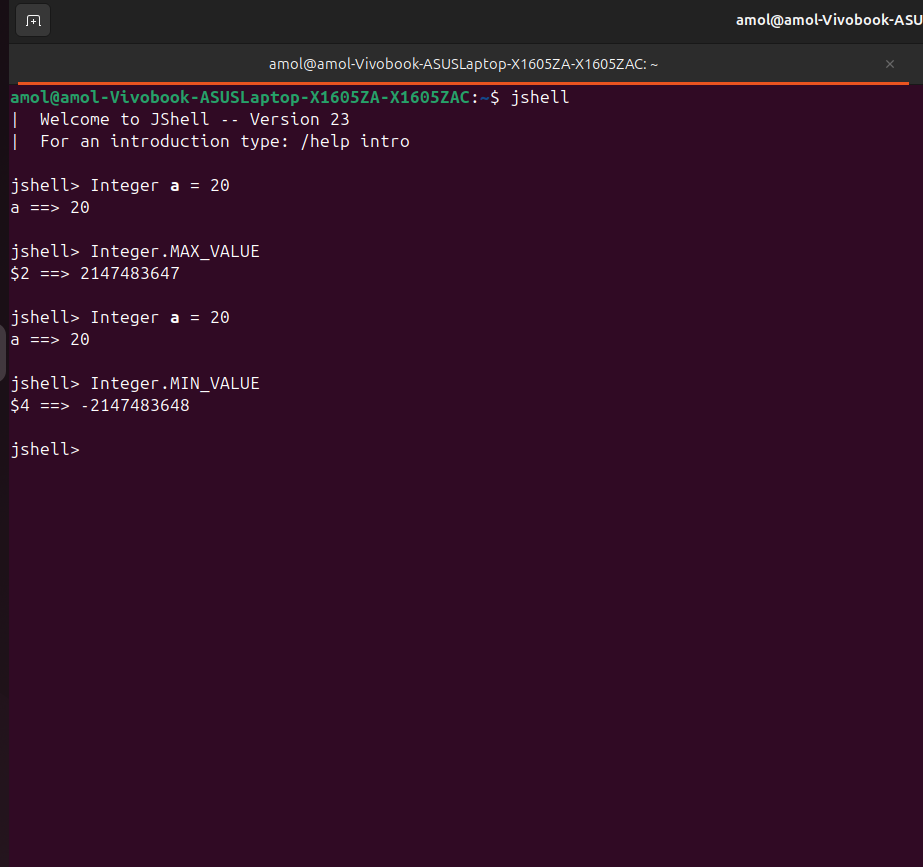 amol@amol-Vivobook-ASU
amol@amol-Vivobook-ASUSLaptop-X1605ZA-X1605ZAC: ~
amol@amol-Vivobook-ASUSLaptop-X1605ZA-X1605ZAC:~$ jshell
|  Welcome to JShell -- Version 23
|  For an introduction type: /help intro
jshell> Integer a = 20
a ==> 20
jshell> Integer.MAX_VALUE
$2 ==> 2147483647
jshell> Integer a = 20
a ==> 20
jshell> Integer.MIN_VALUE
$4 ==> -2147483648
jshell>